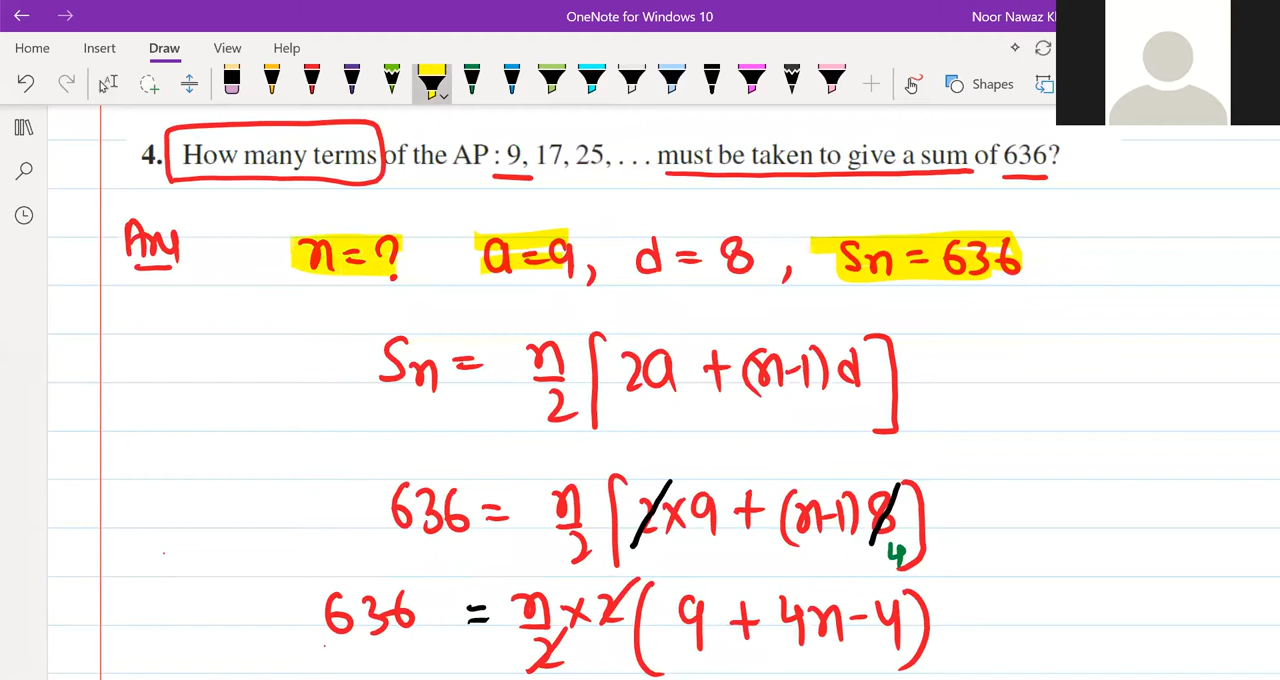 OneNote for Windows 10
Noor Nawaz Kh
Home Insert Draw View Help
Shapes
4. How many terms of the AP : 9, 17, 25, . . . must be taken to give a sum of 636?
Ans
n = ? a = 9, d = 8, Sn = 636
Sn = n/2 [ 2a + (n-1) d ]
636 = n/2 [ 2 × 9 + (n-1) 8 ]
4
636 = n/2 × 2 ( 9 + 4n - 4 )